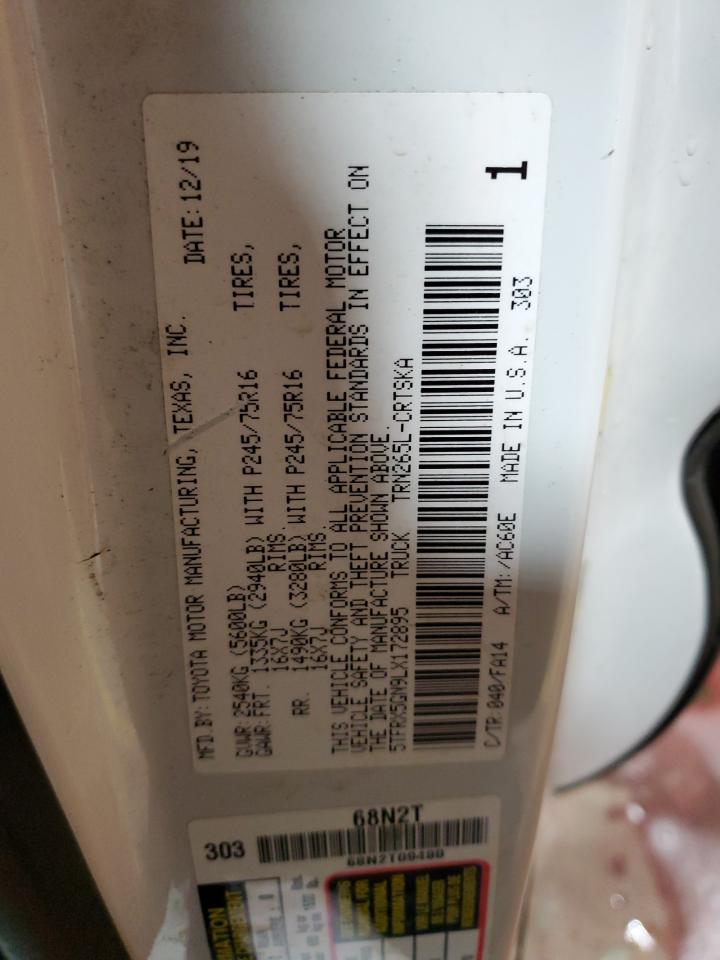 MFD.BY:TOYOTA MOTOR MANUFACTURING, TEXAS, INC. DATE:12/19
GVWR:2540KG (5600LB)
GAWR:FRT. 1335KG (2940LB) WITH P245/75R16 TIRES,
16X7J RIMS.
RR. 1490KG (3280LB) WITH P245/75R16 TIRES,
16X7J RIMS.
THIS VEHICLE CONFORMS TO ALL APPLICABLE FEDERAL MOTOR
VEHICLE SAFETY AND THEFT PREVENTION STANDARDS IN EFFECT ON
THE DATE OF MANUFACTURE SHOWN ABOVE.
5TFRX5GN9LX172895 TRUCK TRN265L-CRTSKA
C/TR:040/FA14 A/TM:/AC60E MADE IN U.S.A. 303
1
68N2T
303
68N2T09480